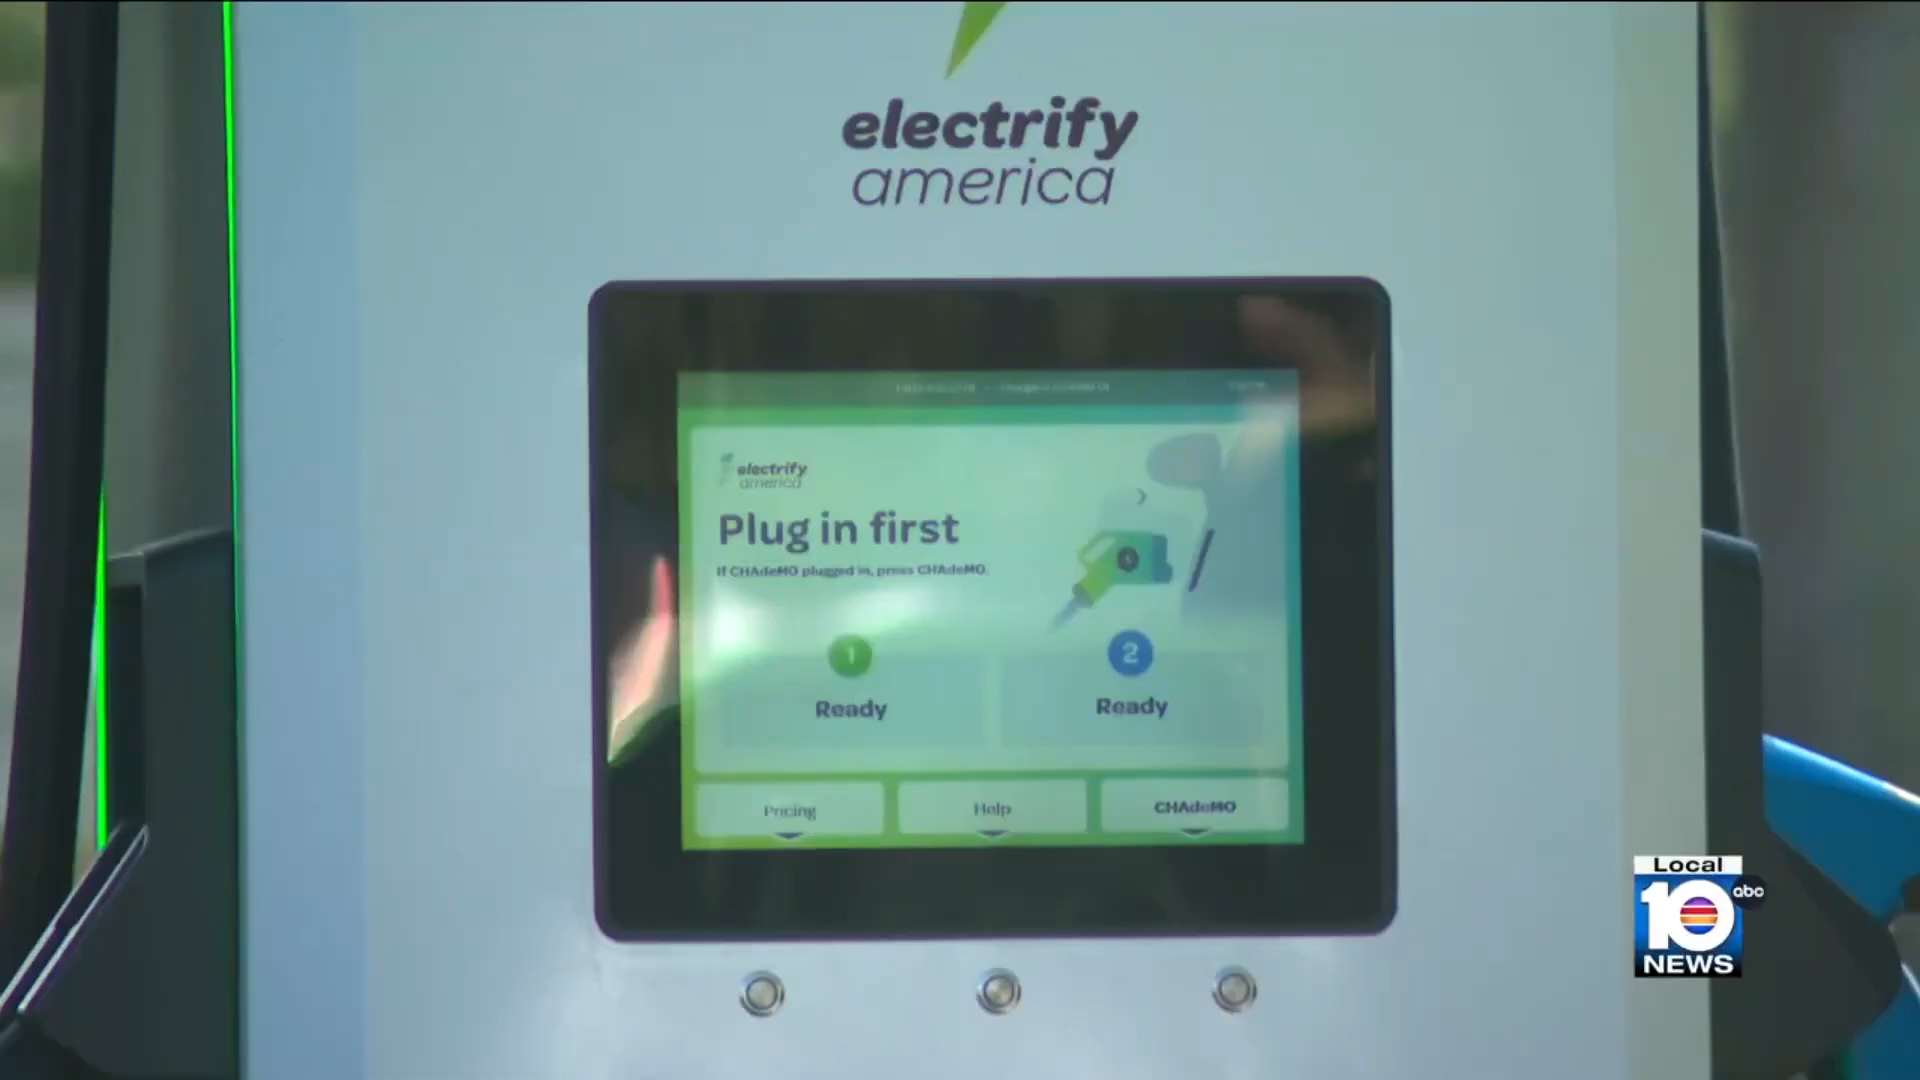 electrify
america
electrify
america
Plug in first
If CHAdeMO plugged in, press CHAdeMO.
1
2
Ready
Ready
Pricing
Help
CHAdeMO
Local
10
abc
NEWS